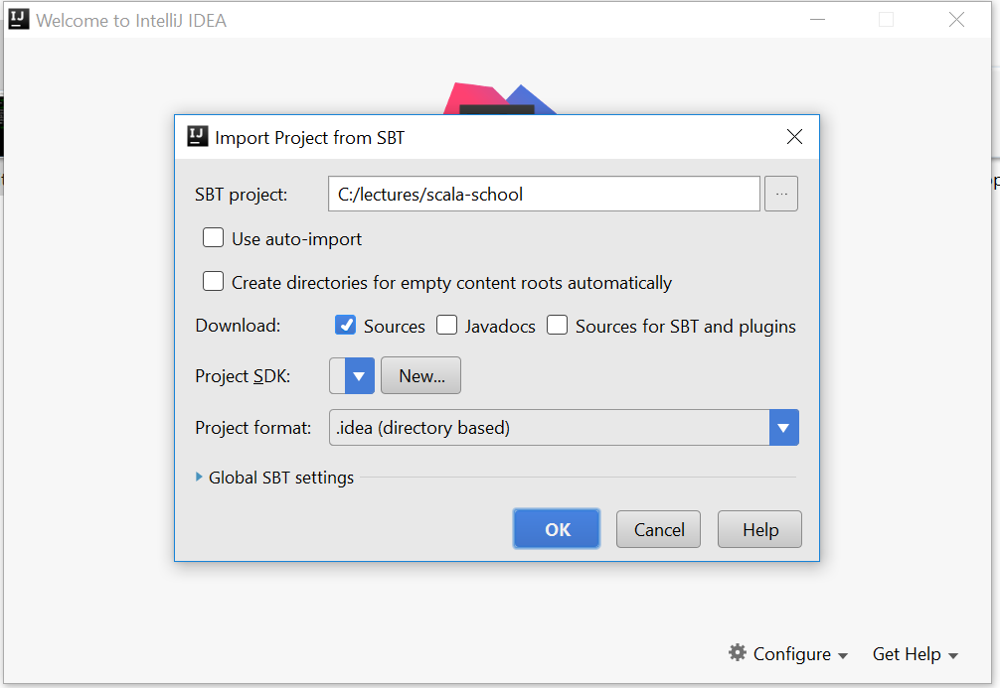 IJ Welcome to IntelliJ IDEA
IJ Import Project from SBT
SBT project: C:/lectures/scala-school ...
Use auto-import
Create directories for empty content roots automatically
Download: Sources Javadocs Sources for SBT and plugins
Project SDK: New...
Project format: .idea (directory based)
Global SBT settings
OK Cancel Help
Configure Get Help